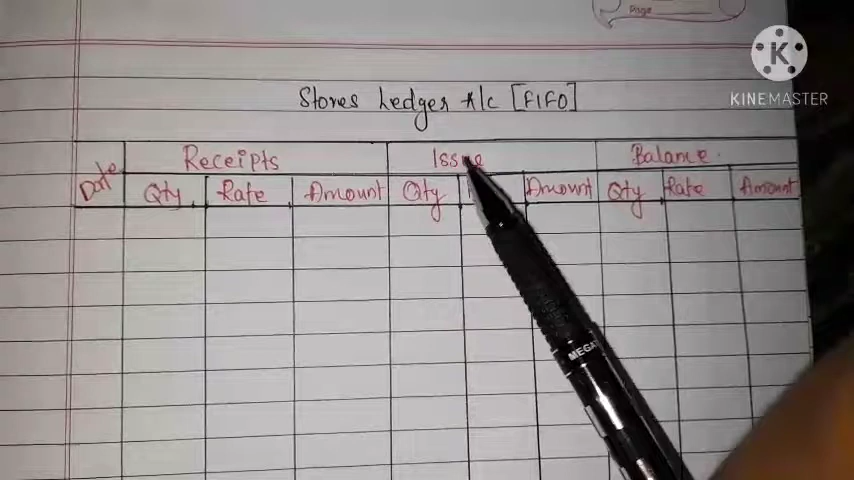 Page
K
KINEMASTER
Stores Ledger A/c [FIFO]
Date Receipts Issue Balance.
Qty Rate Amount Qty Amount Qty Rate Amount
MEGA